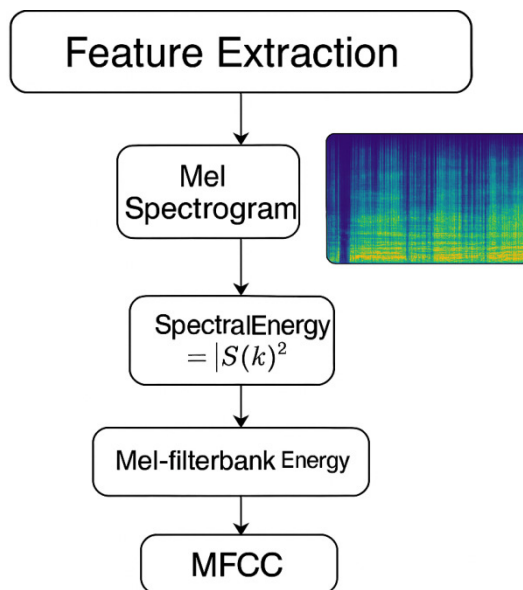 Feature Extraction
Mel
Spectrogram
SpectralEnergy
= |S(k)²
Mel-filterbank Energy
MFCC